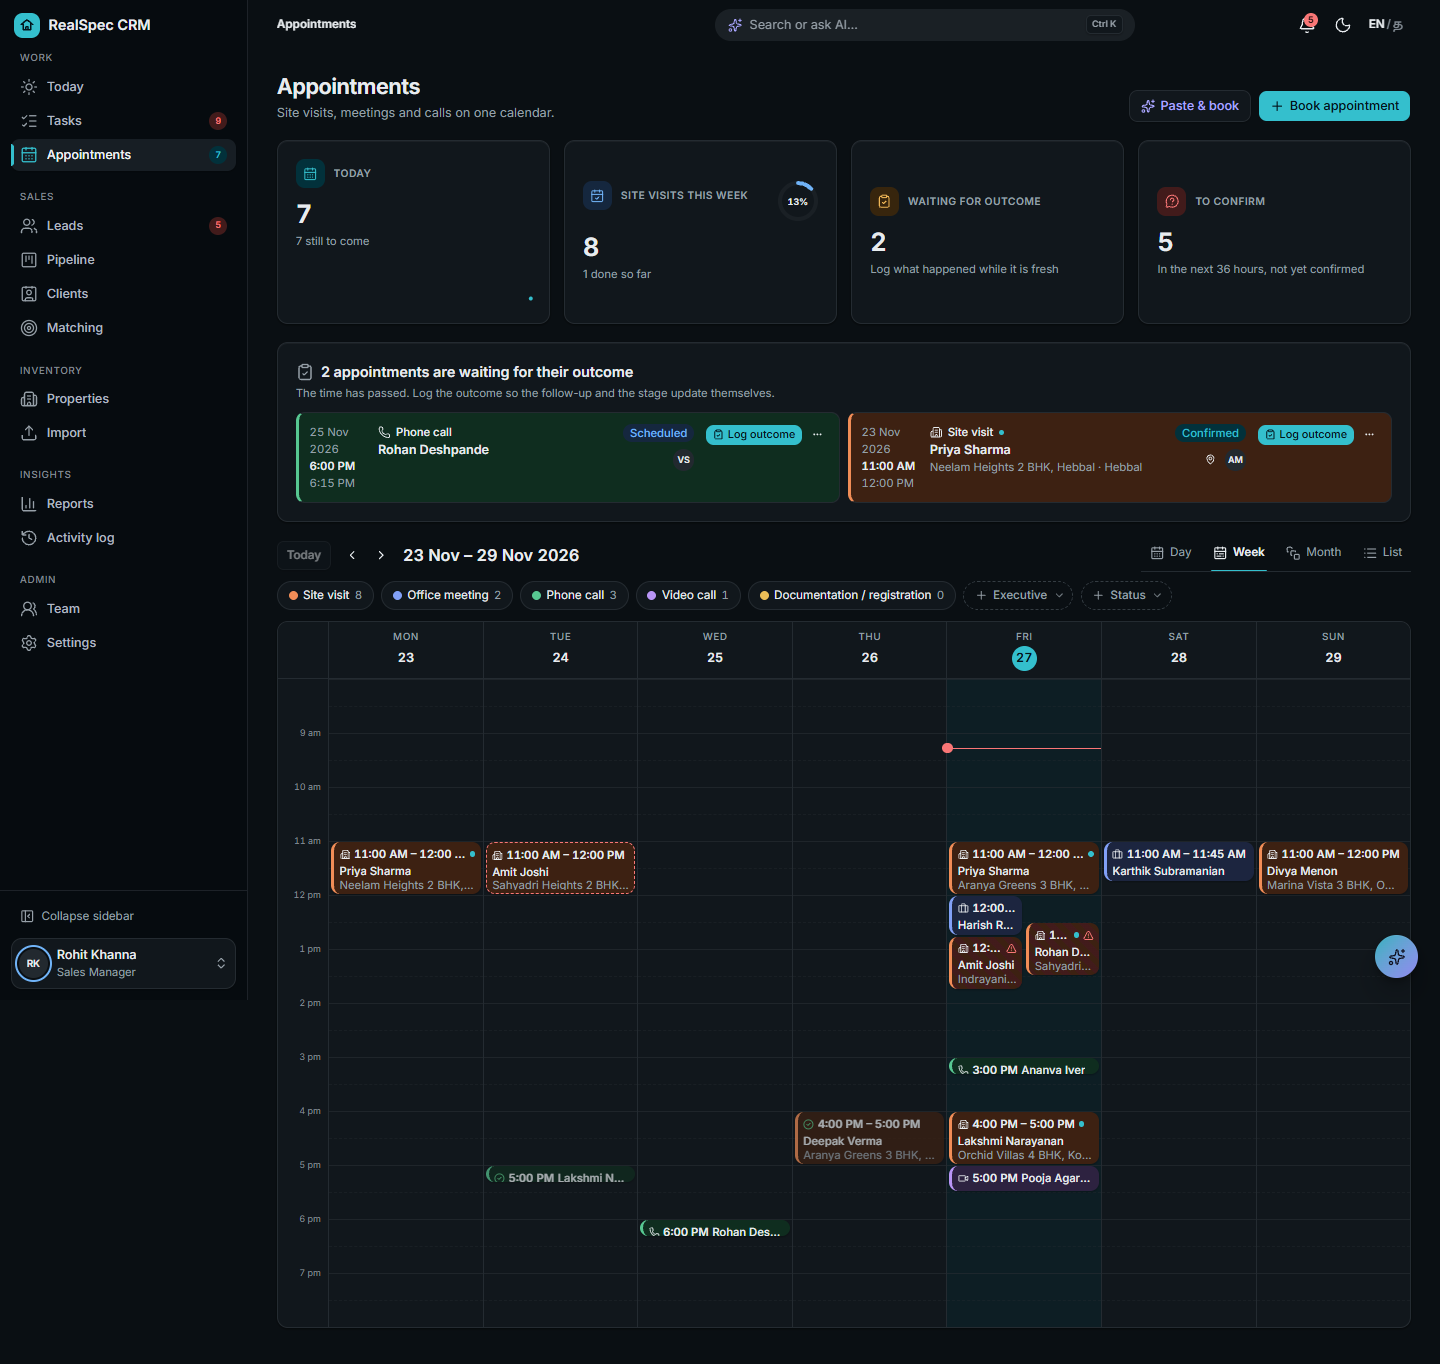 RealSpec CRM
WORK
Today
Tasks 9
Appointments 7
SALES
Leads 5
Pipeline
Clients
Matching
INVENTORY
Properties
Import
INSIGHTS
Reports
Activity log
ADMIN
Team
Settings
Collapse sidebar
RK
Rohit Khanna
Sales Manager
Appointments
Search or ask AI...
Ctrl K
5
EN / த
Appointments
Site visits, meetings and calls on one calendar.
Paste & book
Book appointment
TODAY
7
7 still to come
SITE VISITS THIS WEEK
13%
8
1 done so far
WAITING FOR OUTCOME
2
Log what happened while it is fresh
TO CONFIRM
5
In the next 36 hours, not yet confirmed
2 appointments are waiting for their outcome
The time has passed. Log the outcome so the follow-up and the stage update themselves.
25 Nov
2026
6:00 PM
6:15 PM
Phone call
Rohan Deshpande
Scheduled
VS
Log outcome
23 Nov
2026
11:00 AM
12:00 PM
Site visit
Priya Sharma
Neelam Heights 2 BHK, Hebbal · Hebbal
Confirmed
AM
Log outcome
Today
23 Nov – 29 Nov 2026
Day
Week
Month
List
Site visit 8
Office meeting 2
Phone call 3
Video call 1
Documentation / registration 0
Executive
Status
MON
23
TUE
24
WED
25
THU
26
FRI
27
SAT
28
SUN
29
9 am
10 am
11 am
12 pm
1 pm
2 pm
3 pm
4 pm
5 pm
6 pm
7 pm
11:00 AM – 12:00 ...
Priya Sharma
Neelam Heights 2 BHK,...
11:00 AM – 12:00 PM
Amit Joshi
Sahyadri Heights 2 BHK...
5:00 PM Lakshmi N...
6:00 PM Rohan Des...
4:00 PM – 5:00 PM
Deepak Verma
Aranya Greens 3 BHK, ...
11:00 AM – 12:00 ...
Priya Sharma
Aranya Greens 3 BHK, ...
12:00...
Harish R...
12:...
Amit Joshi
Indrayani...
1...
Rohan D...
Sahyadri...
3:00 PM Ananya Iyer
4:00 PM – 5:00 PM
Lakshmi Narayanan
Orchid Villas 4 BHK, Ko...
5:00 PM Pooja Agar...
11:00 AM – 11:45 AM
Karthik Subramanian
11:00 AM – 12:00 PM
Divya Menon
Marina Vista 3 BHK, O...